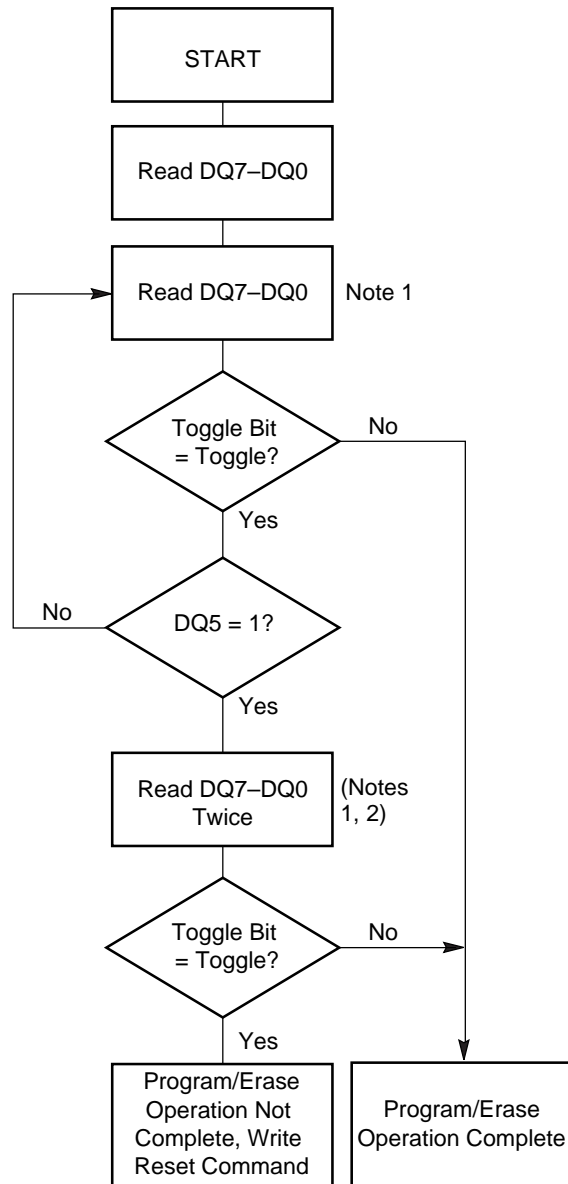 START
Read DQ7–DQ0
Read DQ7–DQ0
Note 1
Toggle Bit
= Toggle?
No
Yes
DQ5 = 1?
No
Yes
Read DQ7–DQ0
Twice
(Notes
1, 2)
Toggle Bit
= Toggle?
No
Yes
Program/Erase
Operation Not
Complete, Write
Reset Command
Program/Erase
Operation Complete